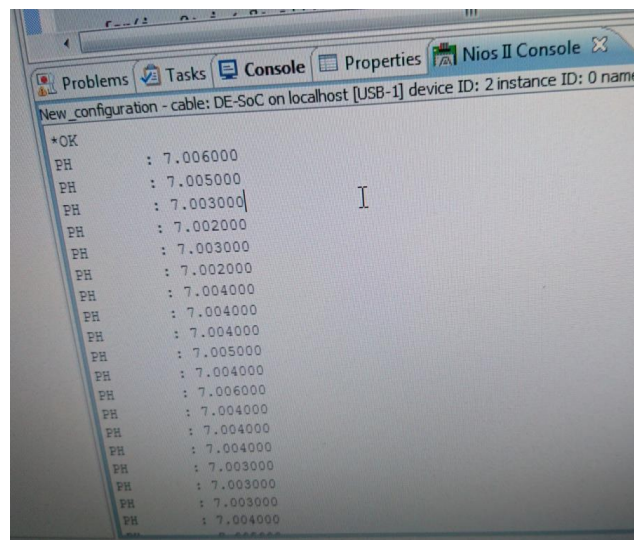 Problems Tasks Console Properties Nios II Console
New_configuration - cable: DE-SoC on localhost [USB-1] device ID: 2 instance ID: 0 name
*OK
PH : 7.006000
PH : 7.005000
PH : 7.003000
PH : 7.002000
PH : 7.003000
PH : 7.002000
PH : 7.004000
PH : 7.004000
PH : 7.004000
PH : 7.005000
PH : 7.004000
PH : 7.006000
PH : 7.004000
PH : 7.004000
PH : 7.004000
PH : 7.003000
PH : 7.003000
PH : 7.003000
PH : 7.004000